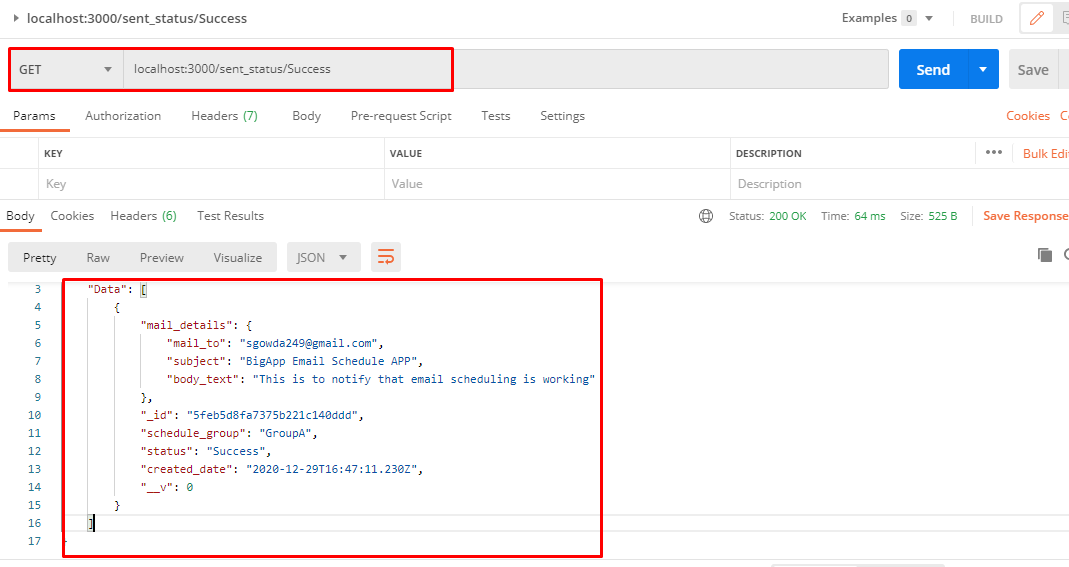 localhost:3000/sent_status/Success Examples 0 BUILD
GET localhost:3000/sent_status/Success Send Save
Params Authorization Headers (7) Body Pre-request Script Tests Settings Cookies
KEY VALUE DESCRIPTION ••• Bulk Edi
Key Value Description
Body Cookies Headers (6) Test Results Status: 200 OK Time: 64 ms Size: 525 B Save Response
Pretty Raw Preview Visualize JSON
3 "Data": [
4 {
5 "mail_details": {
6 "mail_to": "sgowda249@gmail.com",
7 "subject": "BigApp Email Schedule APP",
8 "body_text": "This is to notify that email scheduling is working"
9 },
10 "_id": "5feb5d8fa7375b221c140ddd",
11 "schedule_group": "GroupA",
12 "status": "Success",
13 "created_date": "2020-12-29T16:47:11.230Z",
14 "__v": 0
15 }
16 ]
17